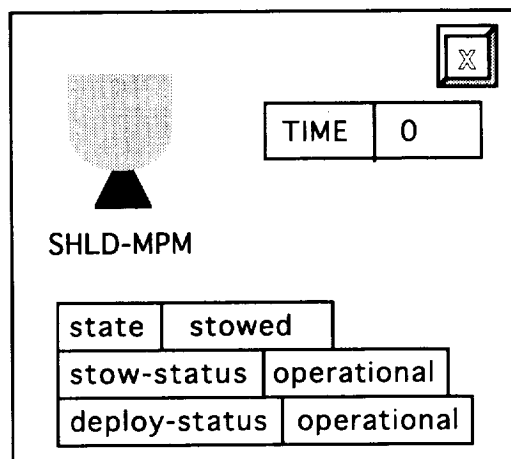 X
TIME 0
SHLD-MPM
state stowed
stow-status operational
deploy-status operational